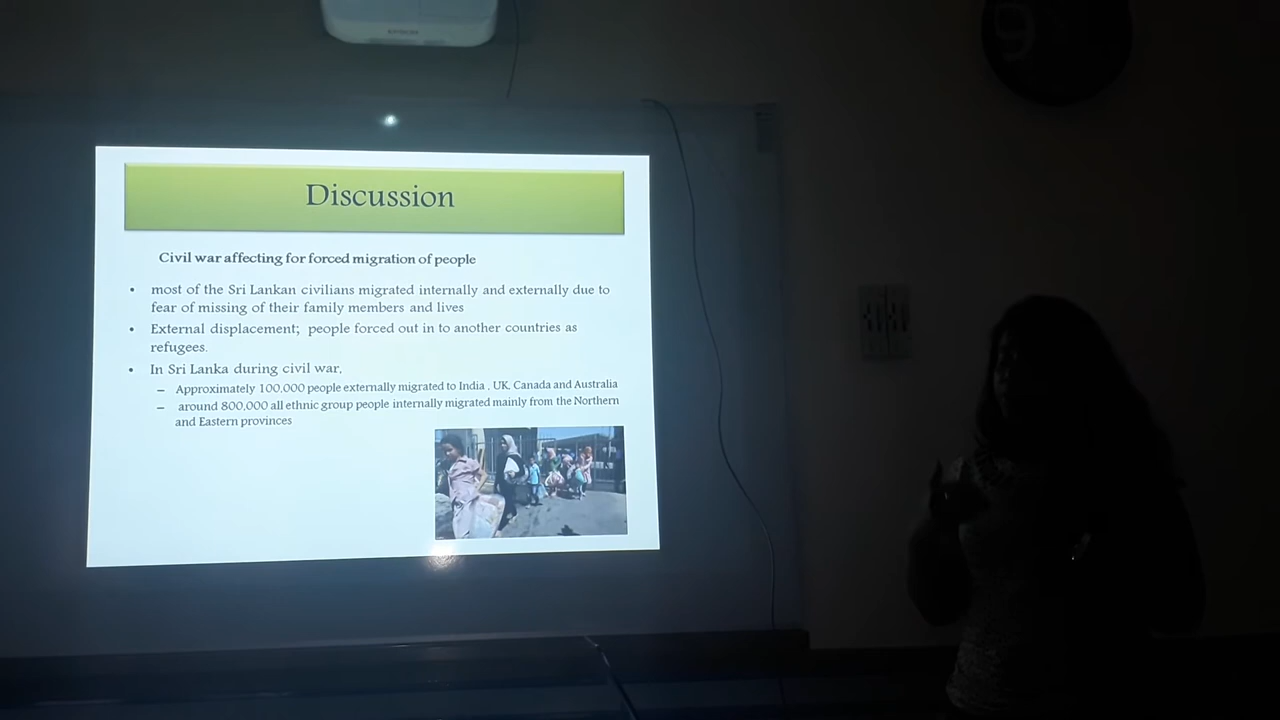 Discussion
Civil war affecting for forced migration of people
• most of the Sri Lankan civilians migrated internally and externally due to
fear of missing of their family members and lives
• External displacement; people forced out in to another countries as
refugees.
• In Sri Lanka during civil war,
– Approximately 100,000 people externally migrated to India , UK, Canada and Australia
– around 800,000 all ethnic group people internally migrated mainly from the Northern
and Eastern provinces
9